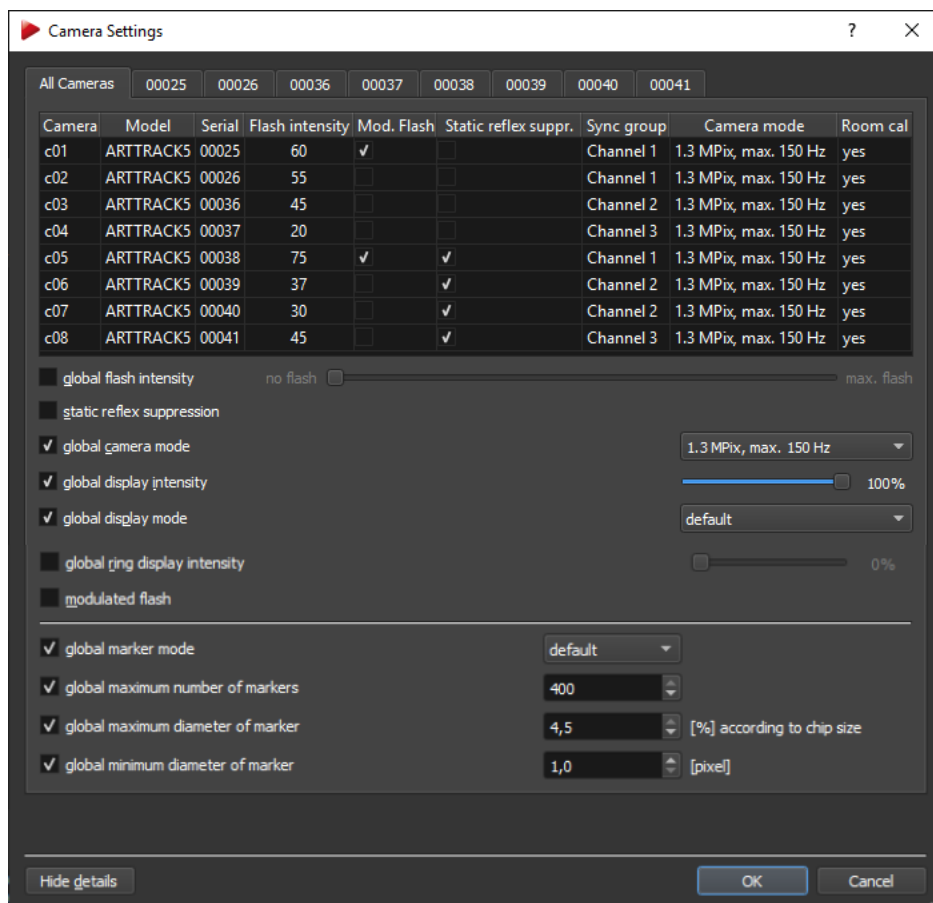 Camera Settings ?
All Cameras 00025 00026 00036 00037 00038 00039 00040 00041
Camera Model Serial Flash intensity Mod. Flash Static reflex suppr. Sync group Camera mode Room cal
c01 ARTTRACK5 00025 60 Channel 1 1.3 MPix, max. 150 Hz yes
c02 ARTTRACK5 00026 55 Channel 1 1.3 MPix, max. 150 Hz yes
c03 ARTTRACK5 00036 45 Channel 2 1.3 MPix, max. 150 Hz yes
c04 ARTTRACK5 00037 20 Channel 3 1.3 MPix, max. 150 Hz yes
c05 ARTTRACK5 00038 75 Channel 1 1.3 MPix, max. 150 Hz yes
c06 ARTTRACK5 00039 37 Channel 2 1.3 MPix, max. 150 Hz yes
c07 ARTTRACK5 00040 30 Channel 2 1.3 MPix, max. 150 Hz yes
c08 ARTTRACK5 00041 45 Channel 3 1.3 MPix, max. 150 Hz yes
global flash intensity no flash max. flash
static reflex suppression
global camera mode 1.3 MPix, max. 150 Hz
global display intensity 100%
global display mode default
global ring display intensity 0%
modulated flash
global marker mode default
global maximum number of markers 400
global maximum diameter of marker 4,5 [%] according to chip size
global minimum diameter of marker 1,0 [pixel]
Hide details OK Cancel